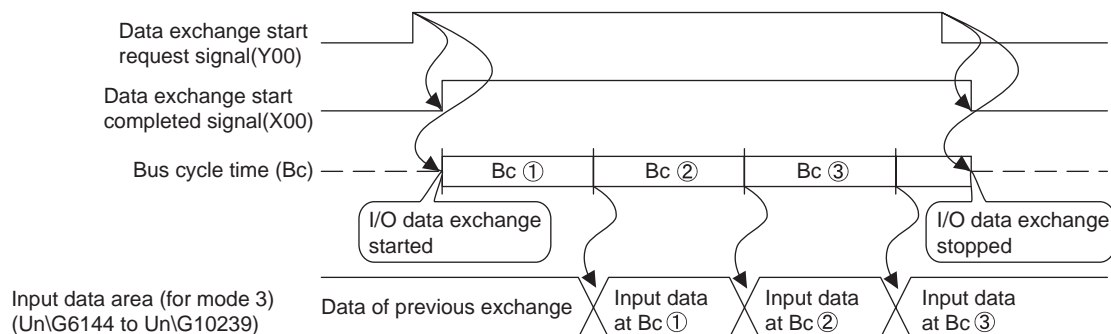 Data exchange start
request signal(Y00)
Data exchange start
completed signal(X00)
Bus cycle time (Bc)
Bc ①
Bc ②
Bc ③
I/O data exchange
started
I/O data exchange
stopped
Input data area (for mode 3)
(Un\G6144 to Un\G10239)
Data of previous exchange
Input data
at Bc ①
Input data
at Bc ②
Input data
at Bc ③